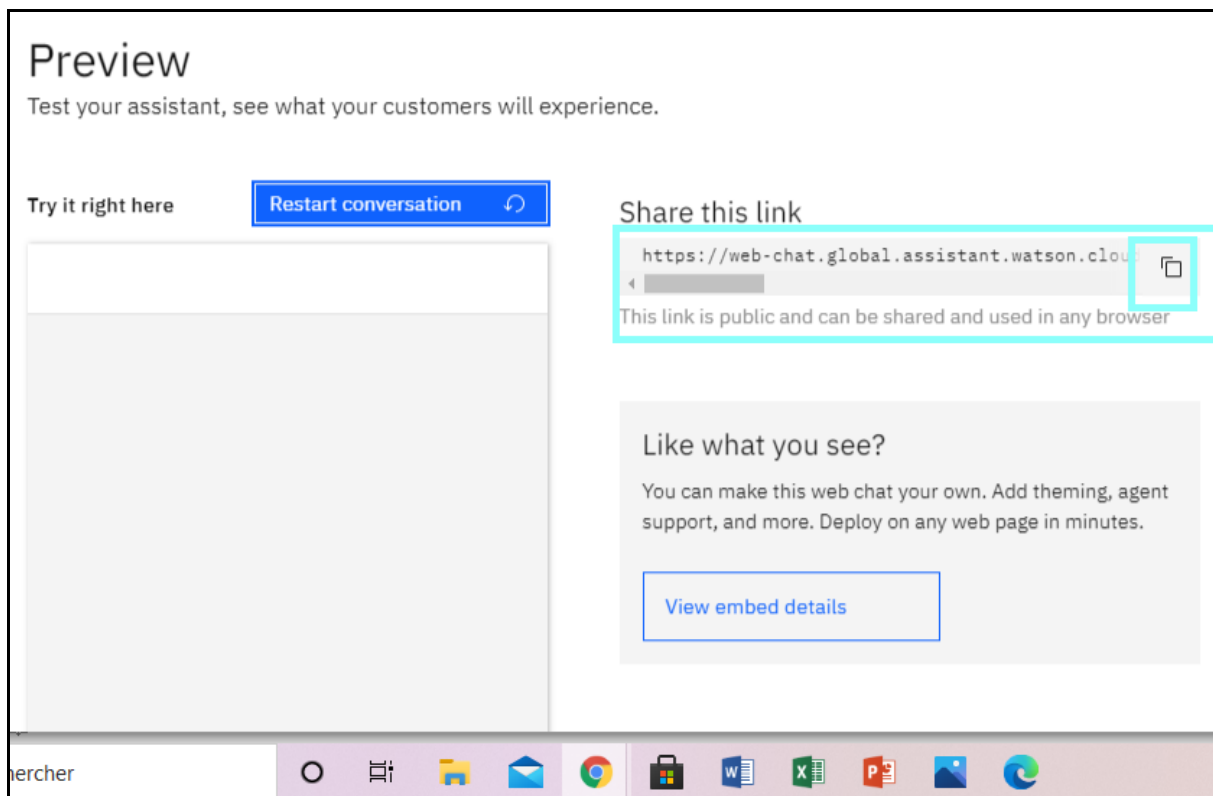 Preview
Test your assistant, see what your customers will experience.
Try it right here
Restart conversation
Share this link
https://web-chat.global.assistant.watson.cloud
This link is public and can be shared and used in any browser
Like what you see?
You can make this web chat your own. Add theming, agent
support, and more. Deploy on any web page in minutes.
View embed details
hercher
W
X
P